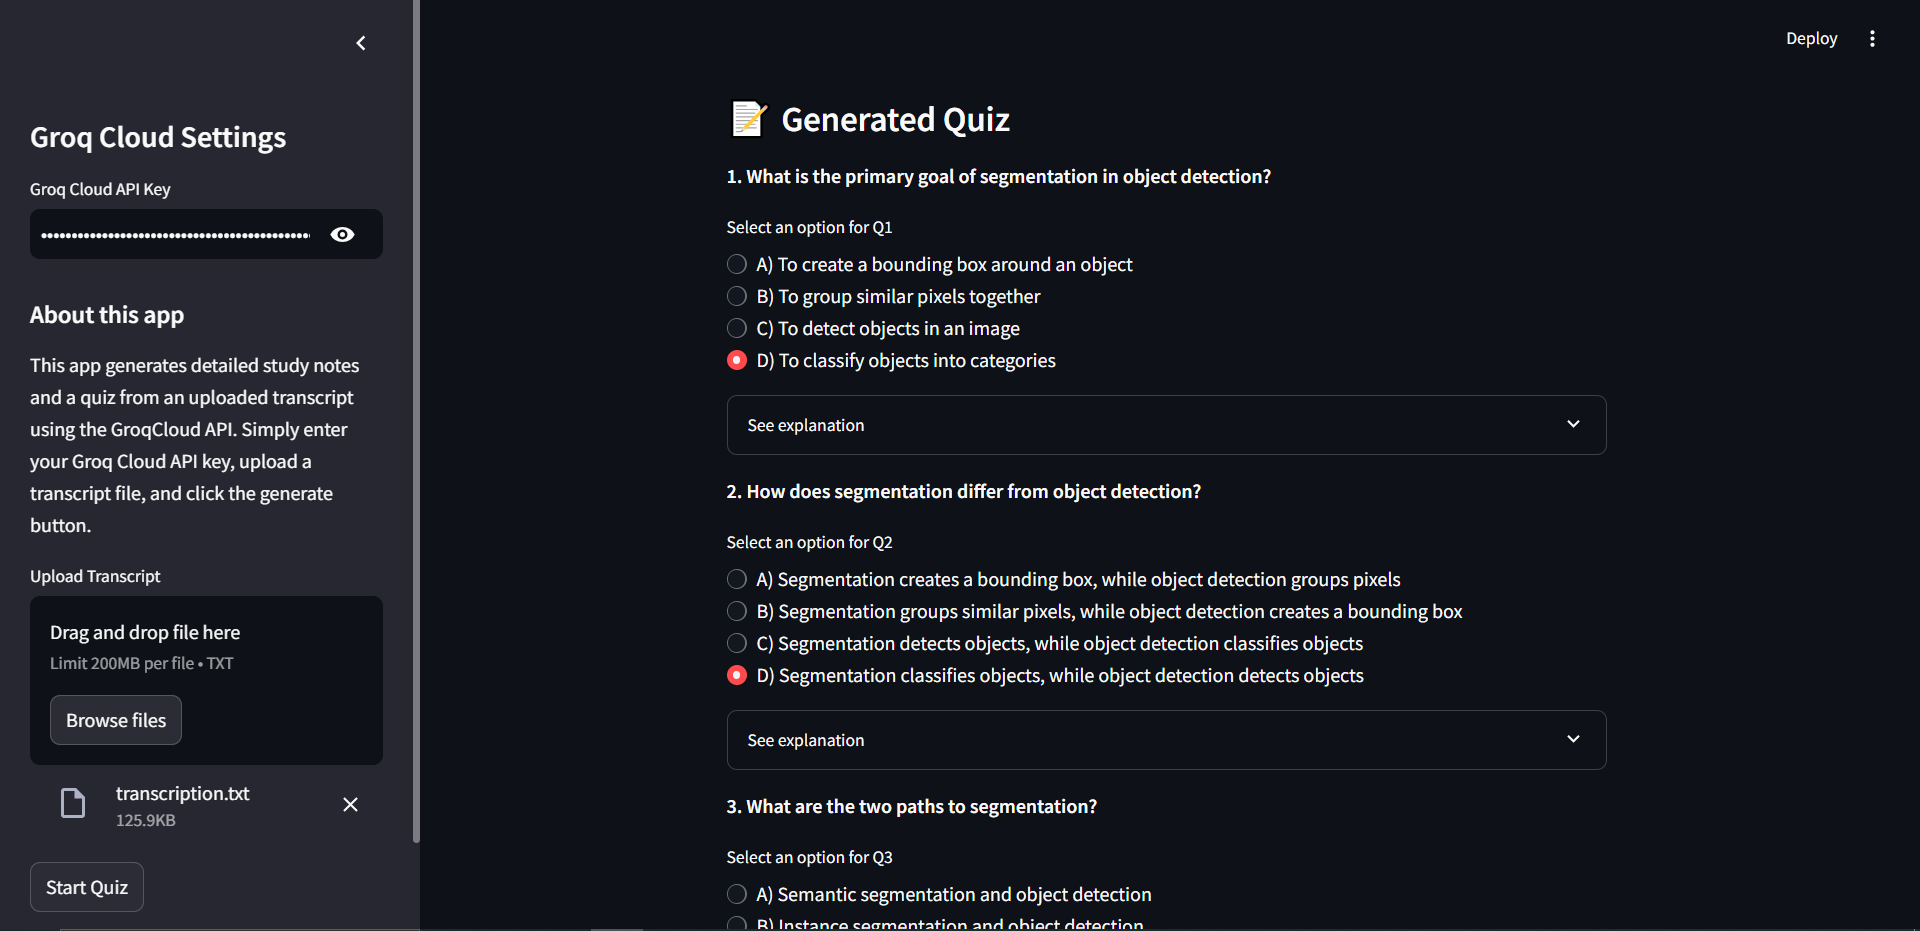 Deploy
Groq Cloud Settings
Groq Cloud API Key
About this app
This app generates detailed study notes
and a quiz from an uploaded transcript
using the GroqCloud API. Simply enter
your Groq Cloud API key, upload a
transcript file, and click the generate
button.
Upload Transcript
Drag and drop file here
Limit 200MB per file • TXT
Browse files
transcription.txt
125.9KB
Start Quiz
Generated Quiz
1. What is the primary goal of segmentation in object detection?
Select an option for Q1
A) To create a bounding box around an object
B) To group similar pixels together
C) To detect objects in an image
D) To classify objects into categories
See explanation
2. How does segmentation differ from object detection?
Select an option for Q2
A) Segmentation creates a bounding box, while object detection groups pixels
B) Segmentation groups similar pixels, while object detection creates a bounding box
C) Segmentation detects objects, while object detection classifies objects
D) Segmentation classifies objects, while object detection detects objects
See explanation
3. What are the two paths to segmentation?
Select an option for Q3
A) Semantic segmentation and object detection
B) Instance segmentation and object detection